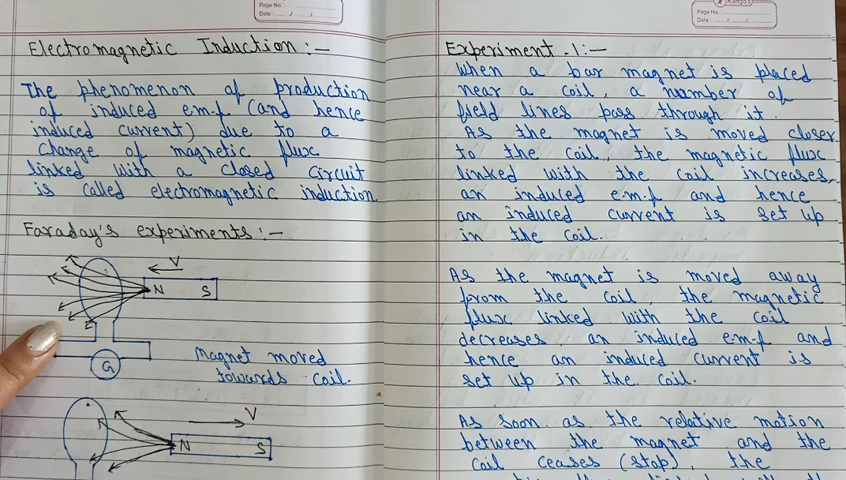 Page No
Date
Electromagnetic Induction :-
The phenomenon of production
of induced e.m.f (and hence
induced current) due to a
change of magnetic flux
linked with a closed circuit
is called electromagnetic induction.
Faraday's experiments :-
V
N S
G
Magnet moved
towards coil.
V
N S
Page No.
Date
Experiment - 1 :-
When a bar magnet is placed
near a coil, a number of
field lines pass through it.
As the magnet is moved closer
to the coil, the magnetic flux
linked with the coil increases,
an induced e.m.f and hence
an induced current is set up
in the coil.
As the magnet is moved away
from the coil, the magnetic
flux linked with the coil
decreases, an induced e.m.f and
hence an induced current is
set up in the coil.
As soon as the relative motion
between the magnet and the
coil ceases (stop), the